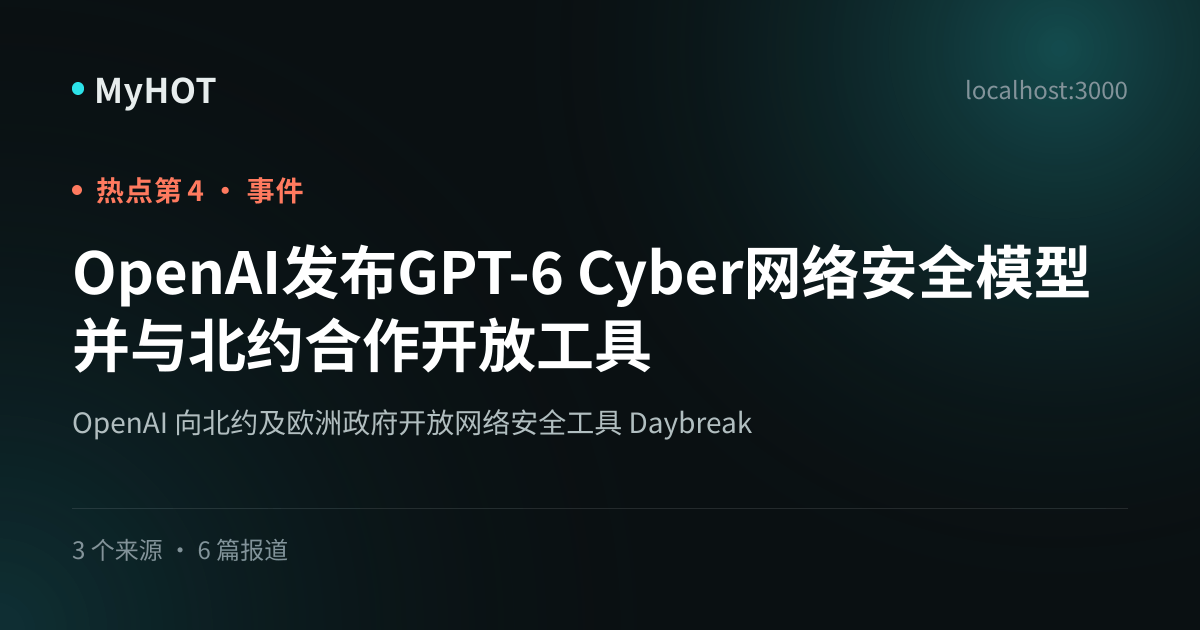 MyHOT
localhost:3000
热点第 4 · 事件
OpenAI发布GPT-6 Cyber网络安全模型
并与北约合作开放工具
OpenAI 向北约及欧洲政府开放网络安全工具 Daybreak
3 个来源 · 6 篇报道